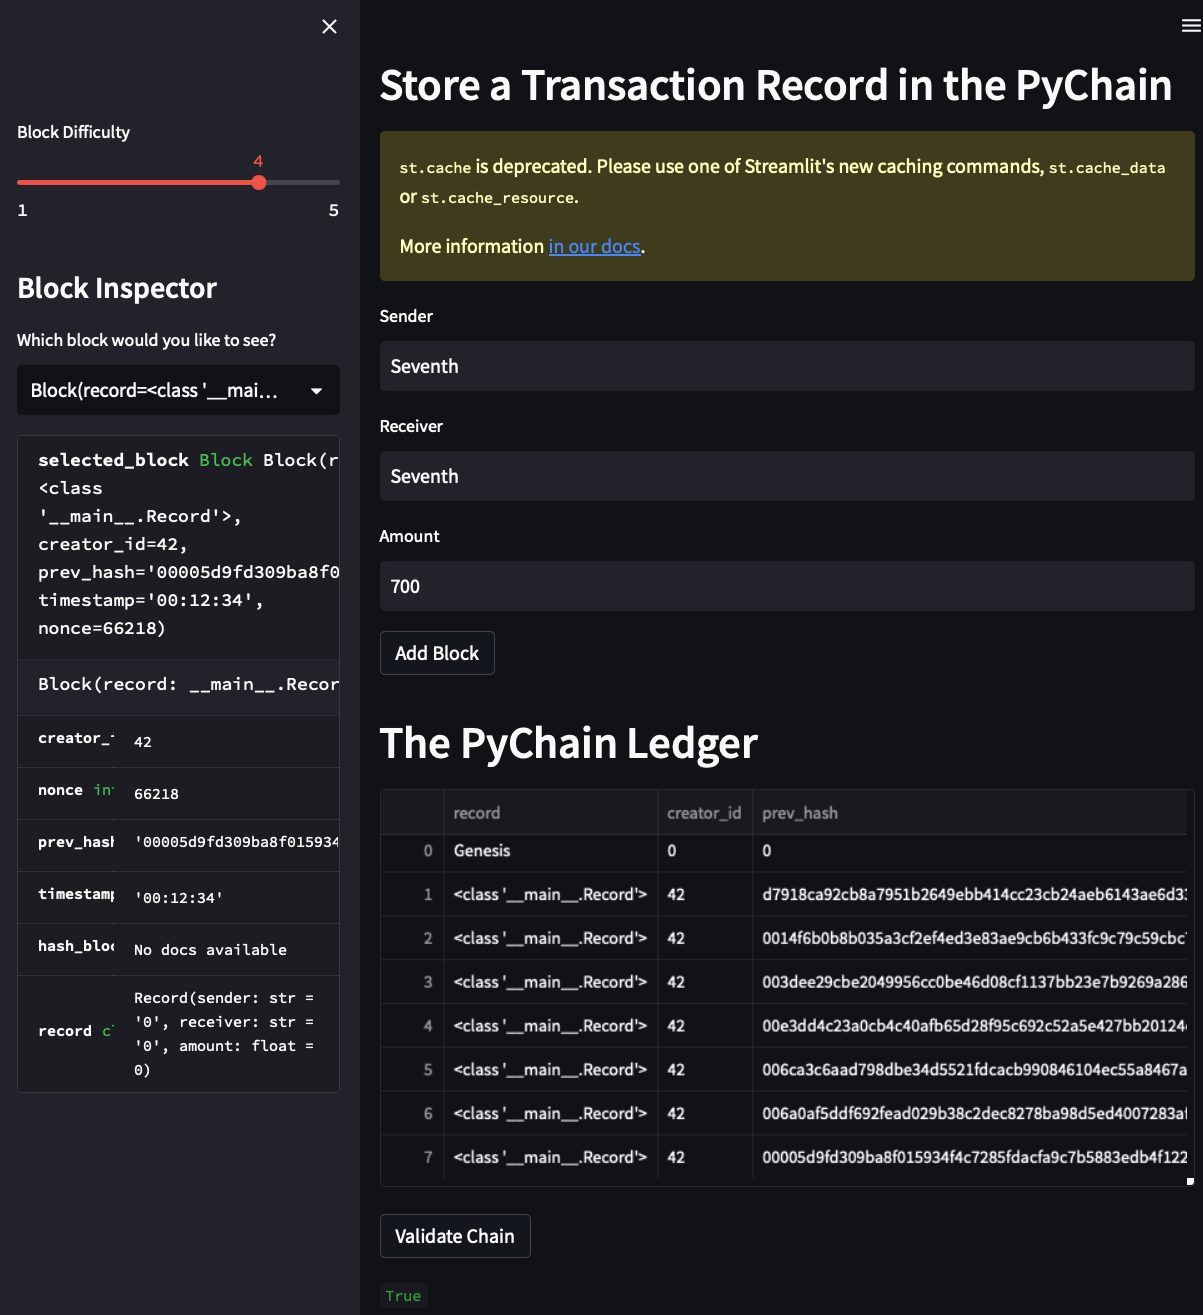 Block Difficulty
4
1 5
Block Inspector
Which block would you like to see?
Block(record=<class '__mai...
selected_block Block Block(r
<class
'__main__.Record'>,
creator_id=42,
prev_hash='00005d9fd309ba8f0
timestamp='00:12:34',
nonce=66218)
Block(record: __main__.Recor
creator_ 42
nonce in 66218
prev_hash '00005d9fd309ba8f015934
timestamp '00:12:34'
hash_bloc No docs available
record c
Record(sender: str =
'0', receiver: str =
'0', amount: float =
0)
Store a Transaction Record in the PyChain
st.cache is deprecated. Please use one of Streamlit's new caching commands, st.cache_data
or st.cache_resource.
More information in our docs.
Sender
Seventh
Receiver
Seventh
Amount
700
Add Block
The PyChain Ledger
record creator_id prev_hash
0 Genesis 0 0
1 <class '__main__.Record'> 42 d7918ca92cb8a7951b2649ebb414cc23cb24aeb6143ae6d33
2 <class '__main__.Record'> 42 0014f6b0b8b035a3cf2ef4ed3e83ae9cb6b433fc9c79c59cbc
3 <class '__main__.Record'> 42 003dee29cbe2049956cc0be46d08cf1137bb23e7b9269a286
4 <class '__main__.Record'> 42 00e3dd4c23a0cb4c40afb65d28f95c692c52a5e427bb20124
5 <class '__main__.Record'> 42 006ca3c6aad798dbe34d5521fdcacb990846104ec55a8467a
6 <class '__main__.Record'> 42 006a0af5ddf692fead029b38c2dec8278ba98d5ed4007283a
7 <class '__main__.Record'> 42 00005d9fd309ba8f015934f4c7285fdacfa9c7b5883edb4f122
Validate Chain
True